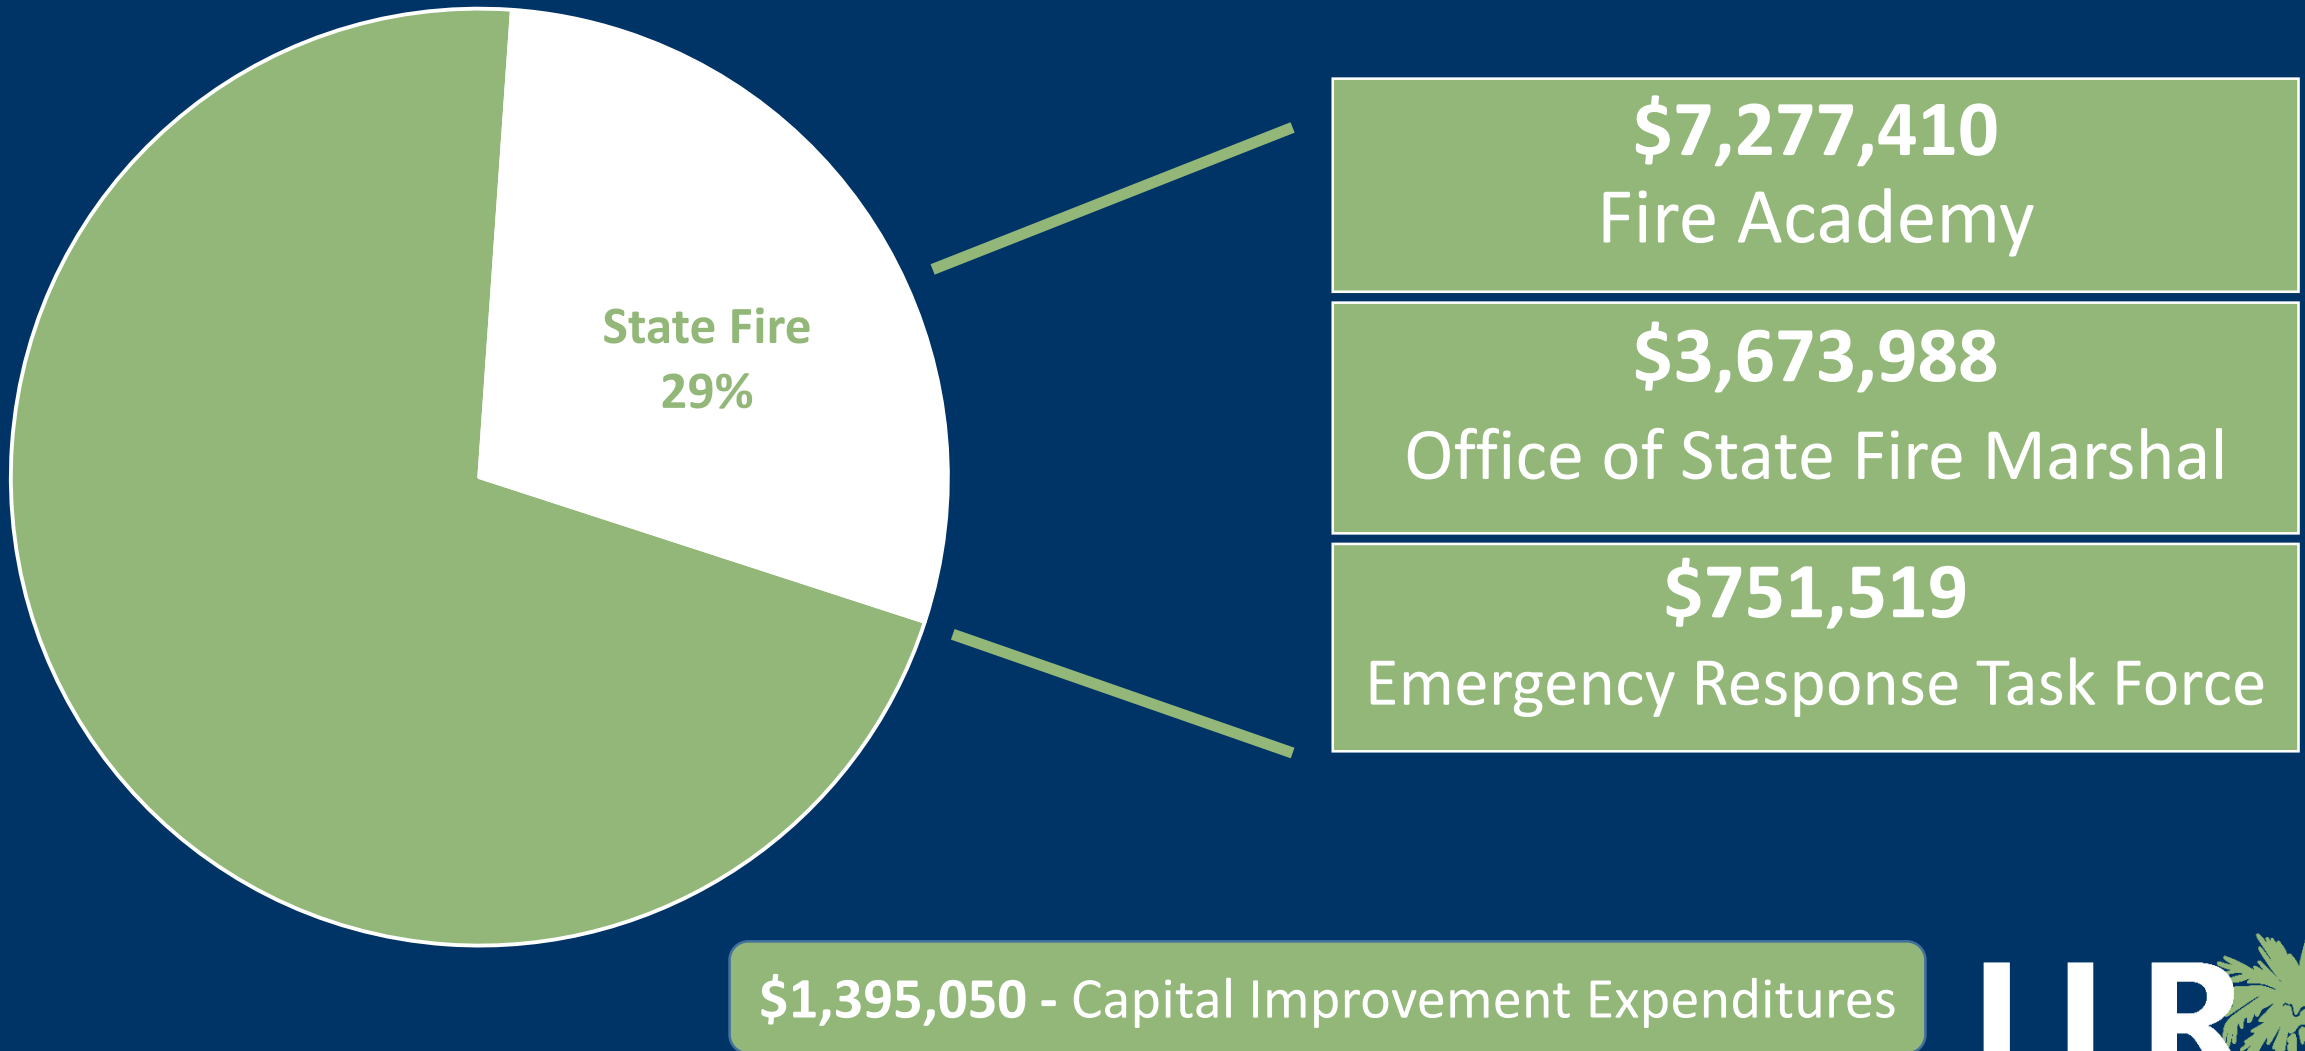 State Fire
29%
$7,277,410
Fire Academy
$3,673,988
Office of State Fire Marshal
$751,519
Emergency Response Task Force
$1,395,050 - Capital Improvement Expenditures
LLR